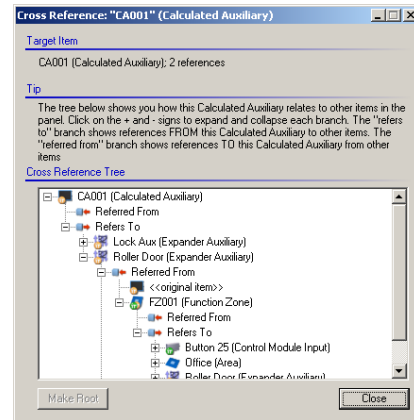 Cross Reference: "CA001" (Calculated Auxiliary)
Target Item
CA001 (Calculated Auxiliary); 2 references
Tip
The tree below shows you how this Calculated Auxiliary relates to other items in the
panel. Click on the + and - signs to expand and collapse each branch. The "refers
to" branch shows references FROM this Calculated Auxiliary to other items. The
"referred from" branch shows references TO this Calculated Auxiliary from other
items
Cross Reference Tree
CA001 (Calculated Auxiliary)
Referred From
Refers To
Lock Aux (Expander Auxiliary)
Roller Door (Expander Auxiliary)
Referred From
<<original item>>
FZ001 (Function Zone)
Referred From
Refers To
Button 25 (Control Module Input)
Office (Area)
Roller Door (Expander Auxiliary)
Make Root
Close